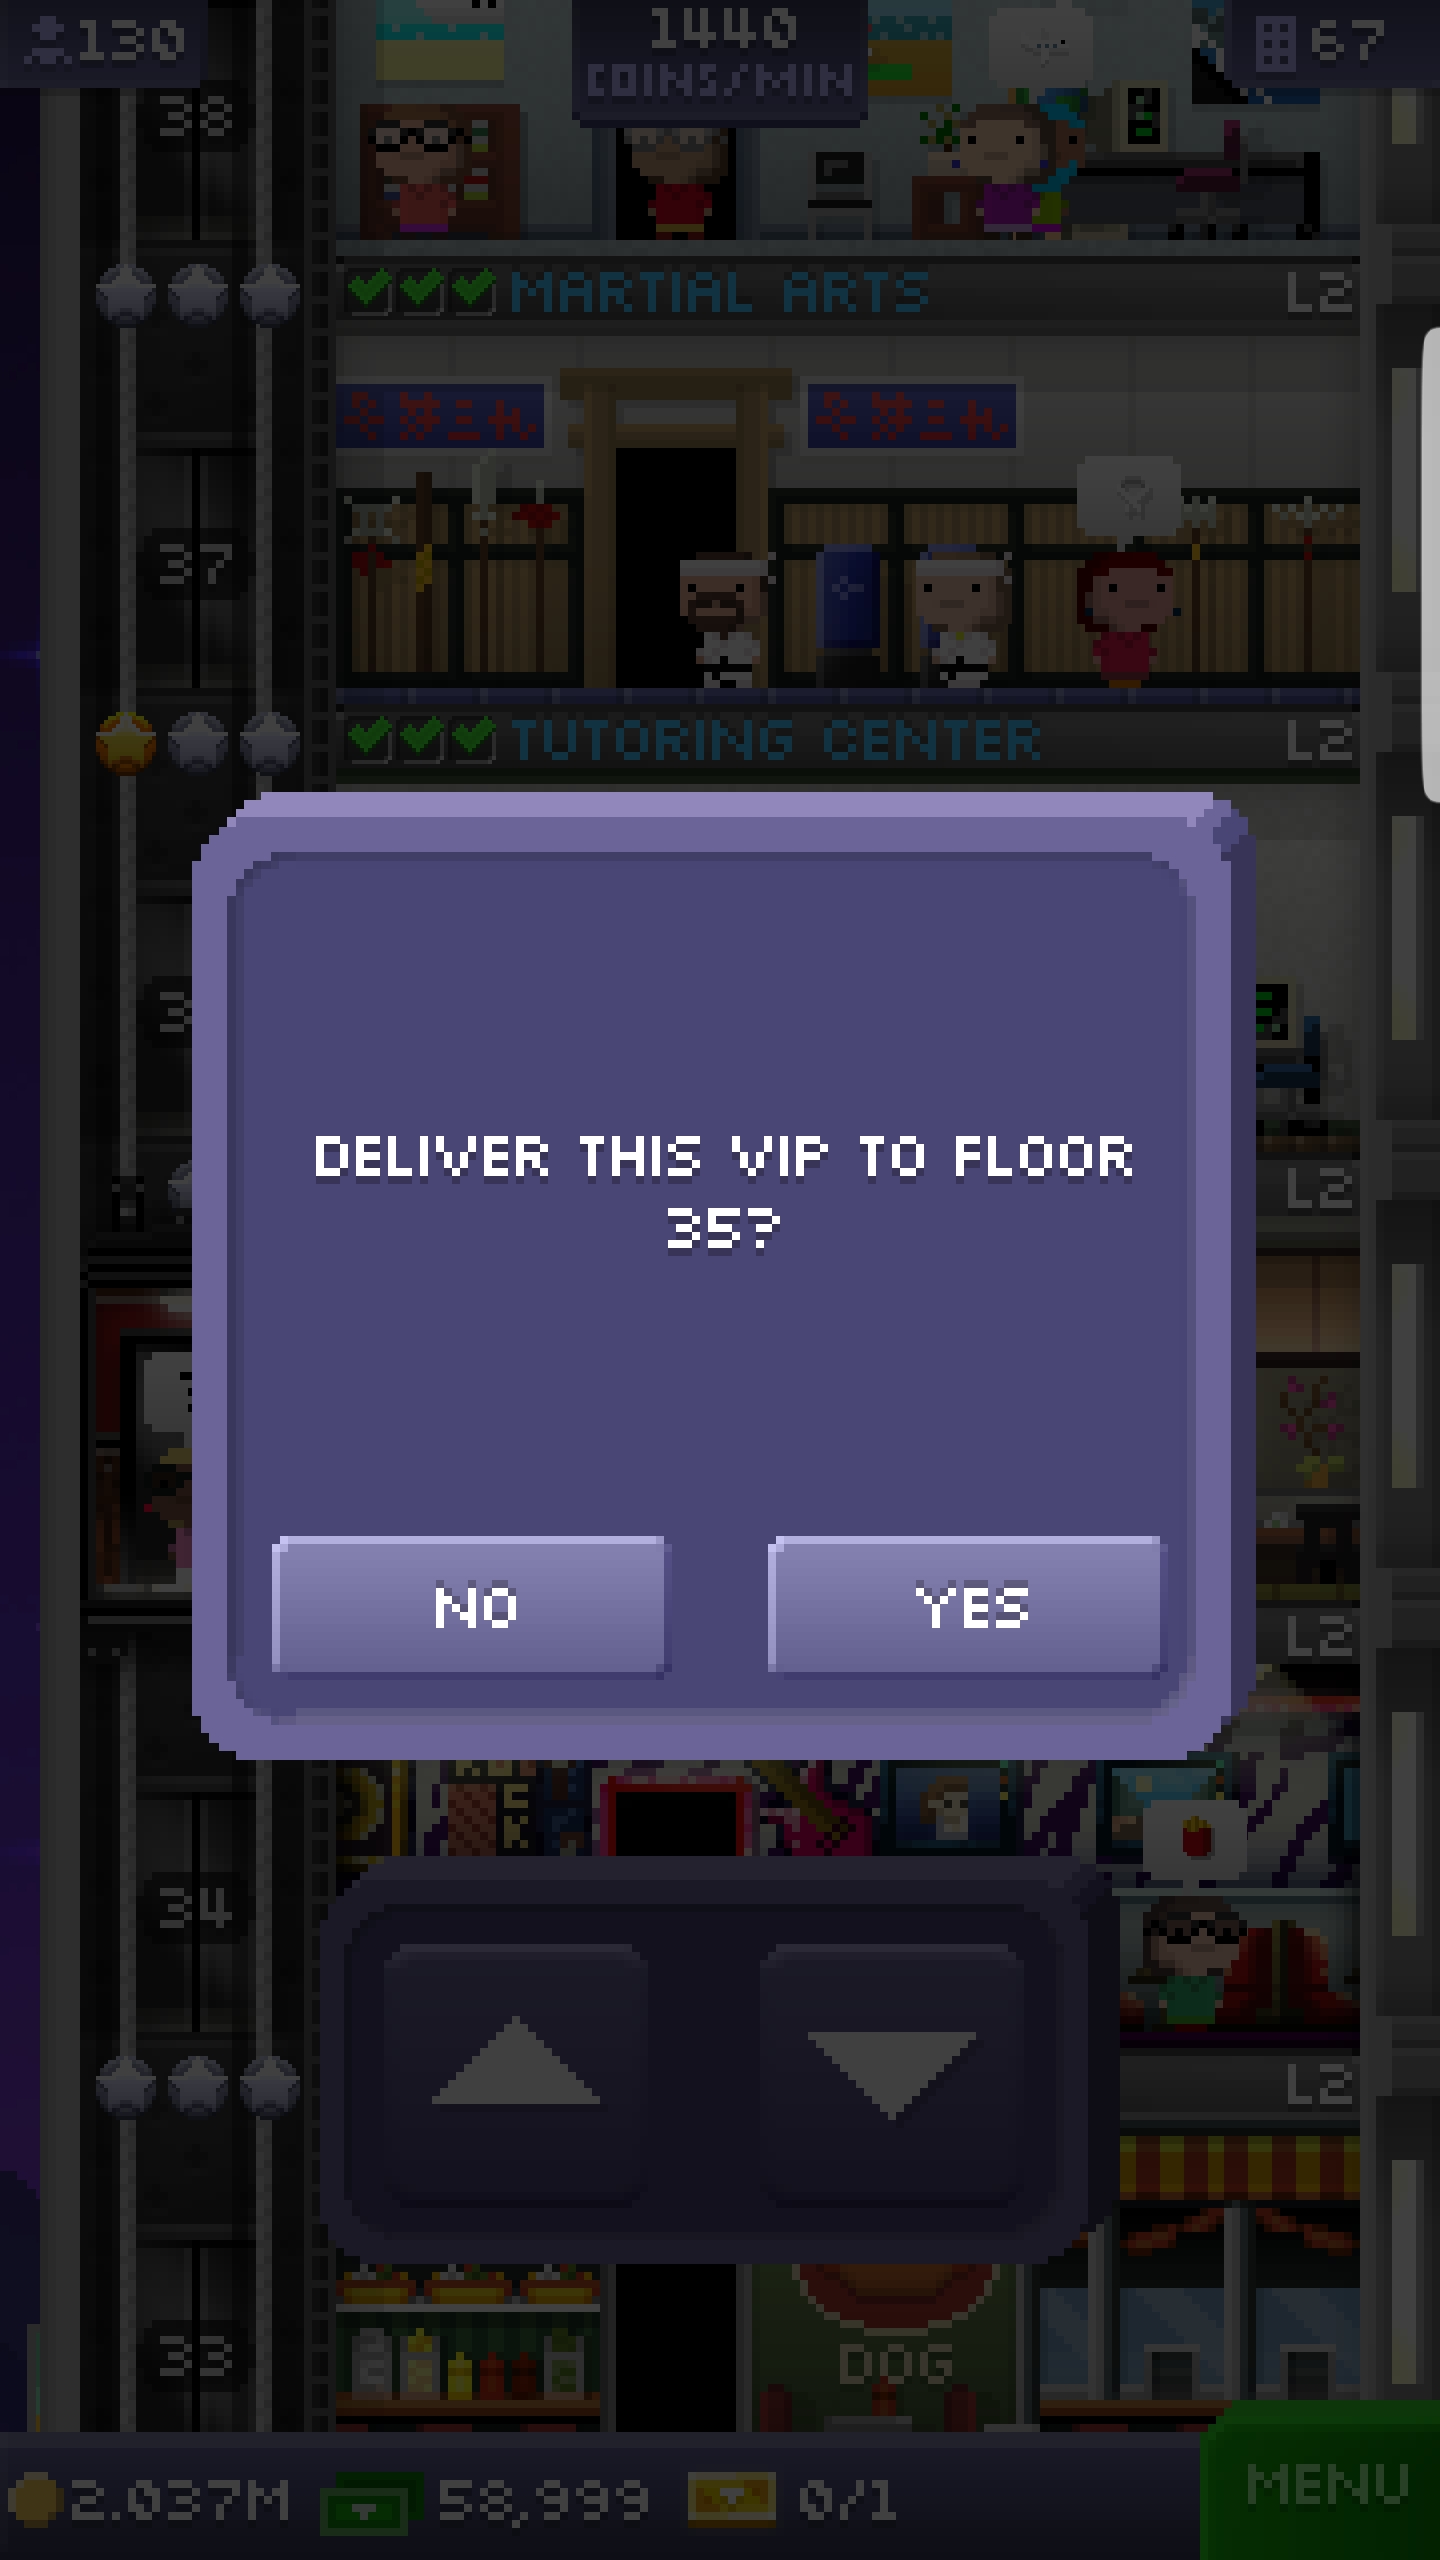 130
1440
COINS/MIN
67
38
MARTIAL ARTS L2
37
TUTORING CENTER L2
3
L2
DELIVER THIS VIP TO FLOOR
35?
NO YES
L2
34
L2
DOG
33
2.037M 58,999 0/1 MENU